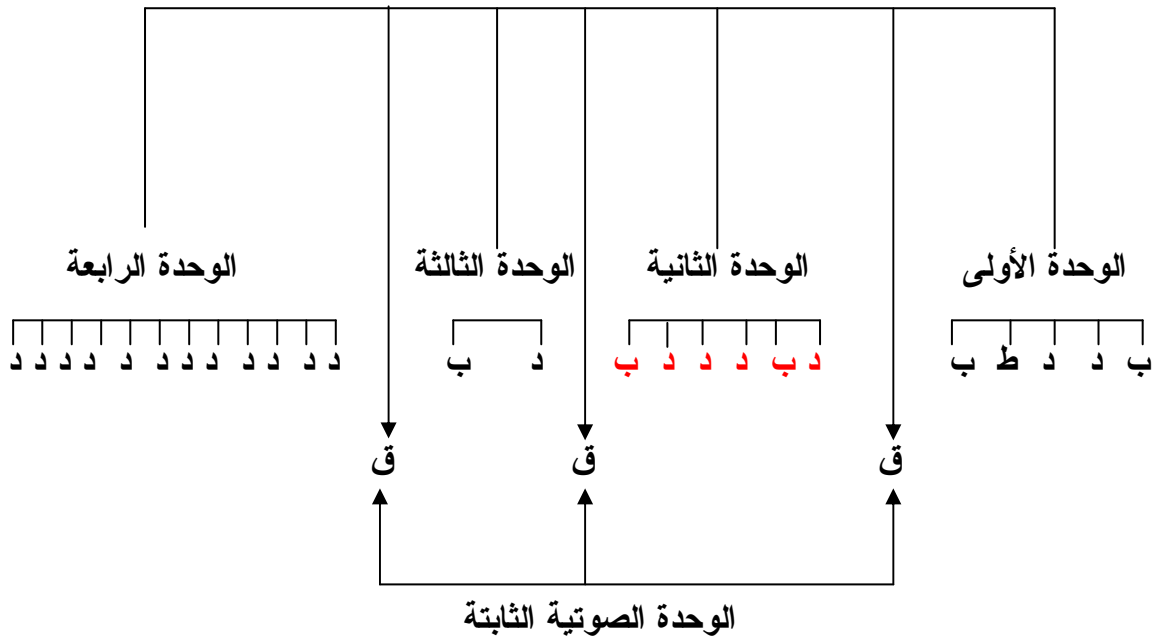 الوحدة الأولى الوحدة الثانية الوحدة الثالثة الوحدة الرابعة
ب د د ط ب د ب د د د ب د ب د د د د د د د د د د د د
ق ق ق
الوحدة الصوتية الثابتة